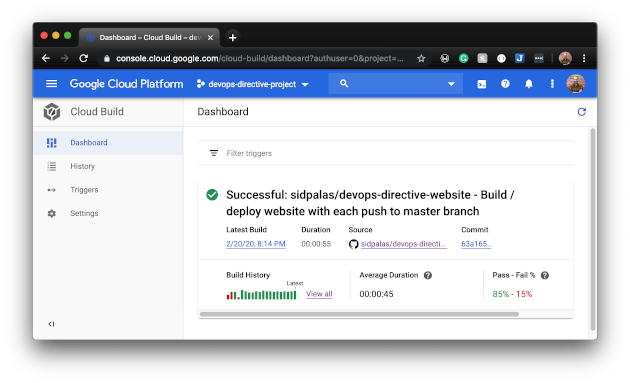 Dashboard – Cloud Build – dev
console.cloud.google.com/cloud-build/dashboard?authuser=0&project=...
Google Cloud Platform
devops-directive-project
Cloud Build
Dashboard
Dashboard
History
Triggers
Settings
Filter triggers
Successful: sidpalas/devops-directive-website - Build /
deploy website with each push to master branch
Latest Build Duration Source Commit
2/20/20, 8:14 PM 00:00:55 sidpalas/devops-directi... 63a165...
Build History Average Duration Pass - Fail %
Latest
View all 00:00:45 85% - 15%